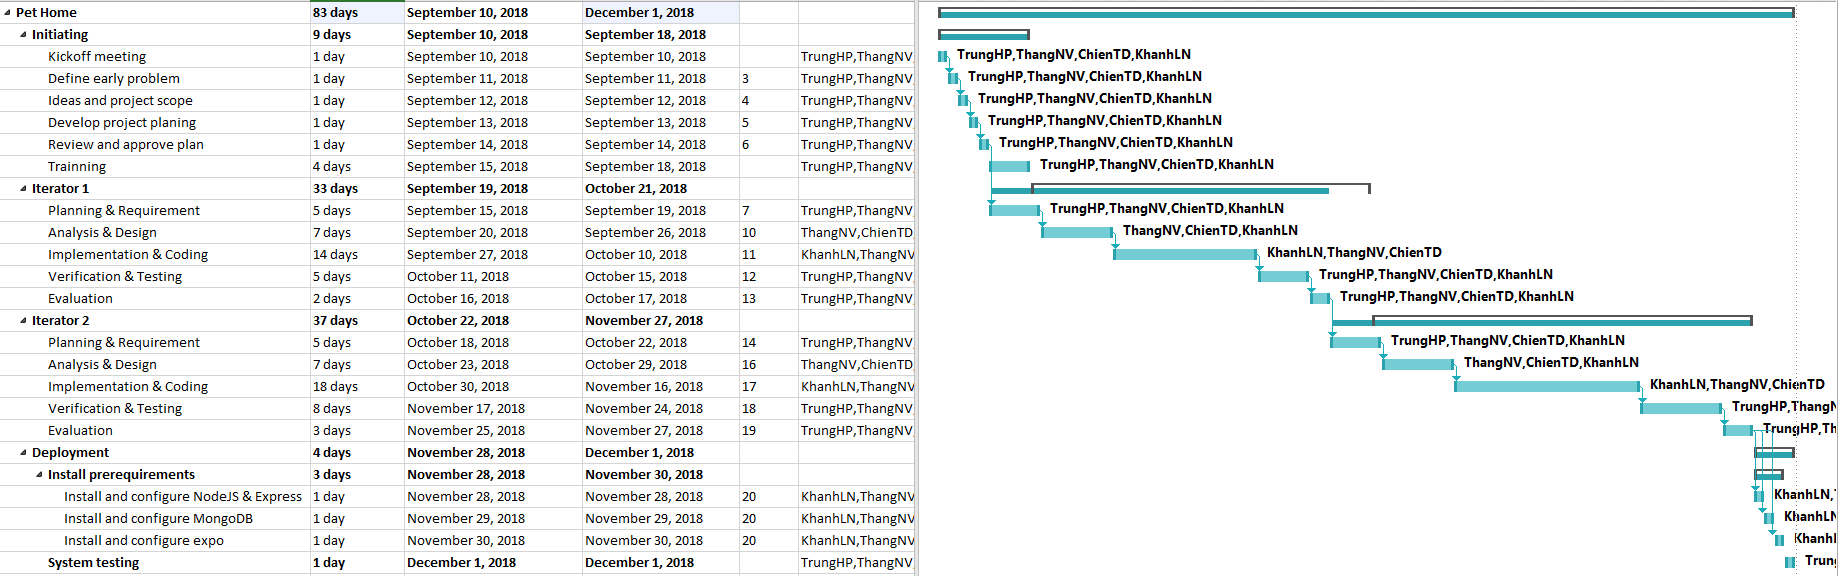 Pet Home 83 days September 10, 2018 December 1, 2018
Initiating 9 days September 10, 2018 September 18, 2018
Kickoff meeting 1 day September 10, 2018 September 10, 2018 TrungHP,ThangNV, TrungHP,ThangNV,ChienTD,KhanhLN
Define early problem 1 day September 11, 2018 September 11, 2018 3 TrungHP,ThangNV, TrungHP,ThangNV,ChienTD,KhanhLN
Ideas and project scope 1 day September 12, 2018 September 12, 2018 4 TrungHP,ThangNV, TrungHP,ThangNV,ChienTD,KhanhLN
Develop project planing 1 day September 13, 2018 September 13, 2018 5 TrungHP,ThangNV, TrungHP,ThangNV,ChienTD,KhanhLN
Review and approve plan 1 day September 14, 2018 September 14, 2018 6 TrungHP,ThangNV, TrungHP,ThangNV,ChienTD,KhanhLN
Trainning 4 days September 15, 2018 September 18, 2018 TrungHP,ThangNV, TrungHP,ThangNV,ChienTD,KhanhLN
Iterator 1 33 days September 19, 2018 October 21, 2018
Planning & Requirement 5 days September 15, 2018 September 19, 2018 7 TrungHP,ThangNV, TrungHP,ThangNV,ChienTD,KhanhLN
Analysis & Design 7 days September 20, 2018 September 26, 2018 10 ThangNV,ChienTD, ThangNV,ChienTD,KhanhLN
Implementation & Coding 14 days September 27, 2018 October 10, 2018 11 KhanhLN,ThangNV, KhanhLN,ThangNV,ChienTD
Verification & Testing 5 days October 11, 2018 October 15, 2018 12 TrungHP,ThangNV, TrungHP,ThangNV,ChienTD,KhanhLN
Evaluation 2 days October 16, 2018 October 17, 2018 13 TrungHP,ThangNV, TrungHP,ThangNV,ChienTD,KhanhLN
Iterator 2 37 days October 22, 2018 November 27, 2018
Planning & Requirement 5 days October 18, 2018 October 22, 2018 14 TrungHP,ThangNV, TrungHP,ThangNV,ChienTD,KhanhLN
Analysis & Design 7 days October 23, 2018 October 29, 2018 16 ThangNV,ChienTD, ThangNV,ChienTD,KhanhLN
Implementation & Coding 18 days October 30, 2018 November 16, 2018 17 KhanhLN,ThangNV, KhanhLN,ThangNV,ChienTD
Verification & Testing 8 days November 17, 2018 November 24, 2018 18 TrungHP,ThangNV, TrungHP,ThangN
Evaluation 3 days November 25, 2018 November 27, 2018 19 TrungHP,ThangNV, TrungHP,Th
Deployment 4 days November 28, 2018 December 1, 2018
Install prerequirements 3 days November 28, 2018 November 30, 2018
Install and configure NodeJS & Express 1 day November 28, 2018 November 28, 2018 20 KhanhLN,ThangNV, KhanhLN,
Install and configure MongoDB 1 day November 29, 2018 November 29, 2018 20 KhanhLN,ThangNV, KhanhLN
Install and configure expo 1 day November 30, 2018 November 30, 2018 20 KhanhLN,ThangNV, Khanh
System testing 1 day December 1, 2018 December 1, 2018 TrungHP,ThangNV, Trun